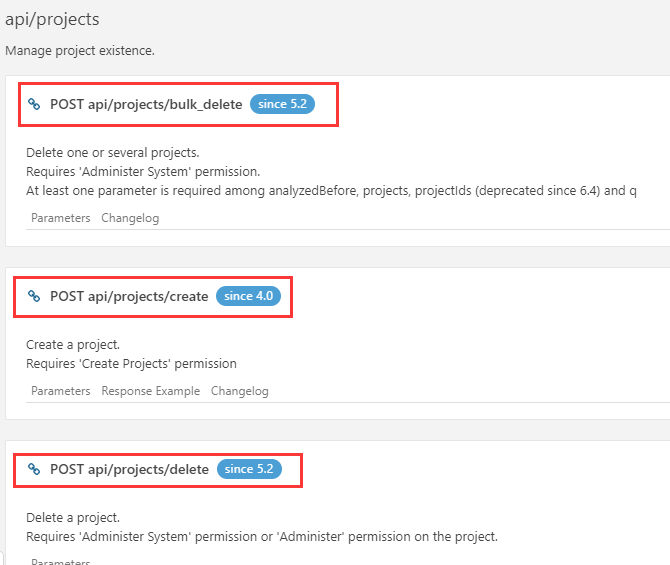 api/projects
Manage project existence.
POST api/projects/bulk_delete since 5.2
Delete one or several projects.
Requires 'Administer System' permission.
At least one parameter is required among analyzedBefore, projects, projectIds (deprecated since 6.4) and q
Parameters Changelog
POST api/projects/create since 4.0
Create a project.
Requires 'Create Projects' permission
Parameters Response Example Changelog
POST api/projects/delete since 5.2
Delete a project.
Requires 'Administer System' permission or 'Administer' permission on the project.
Parameters